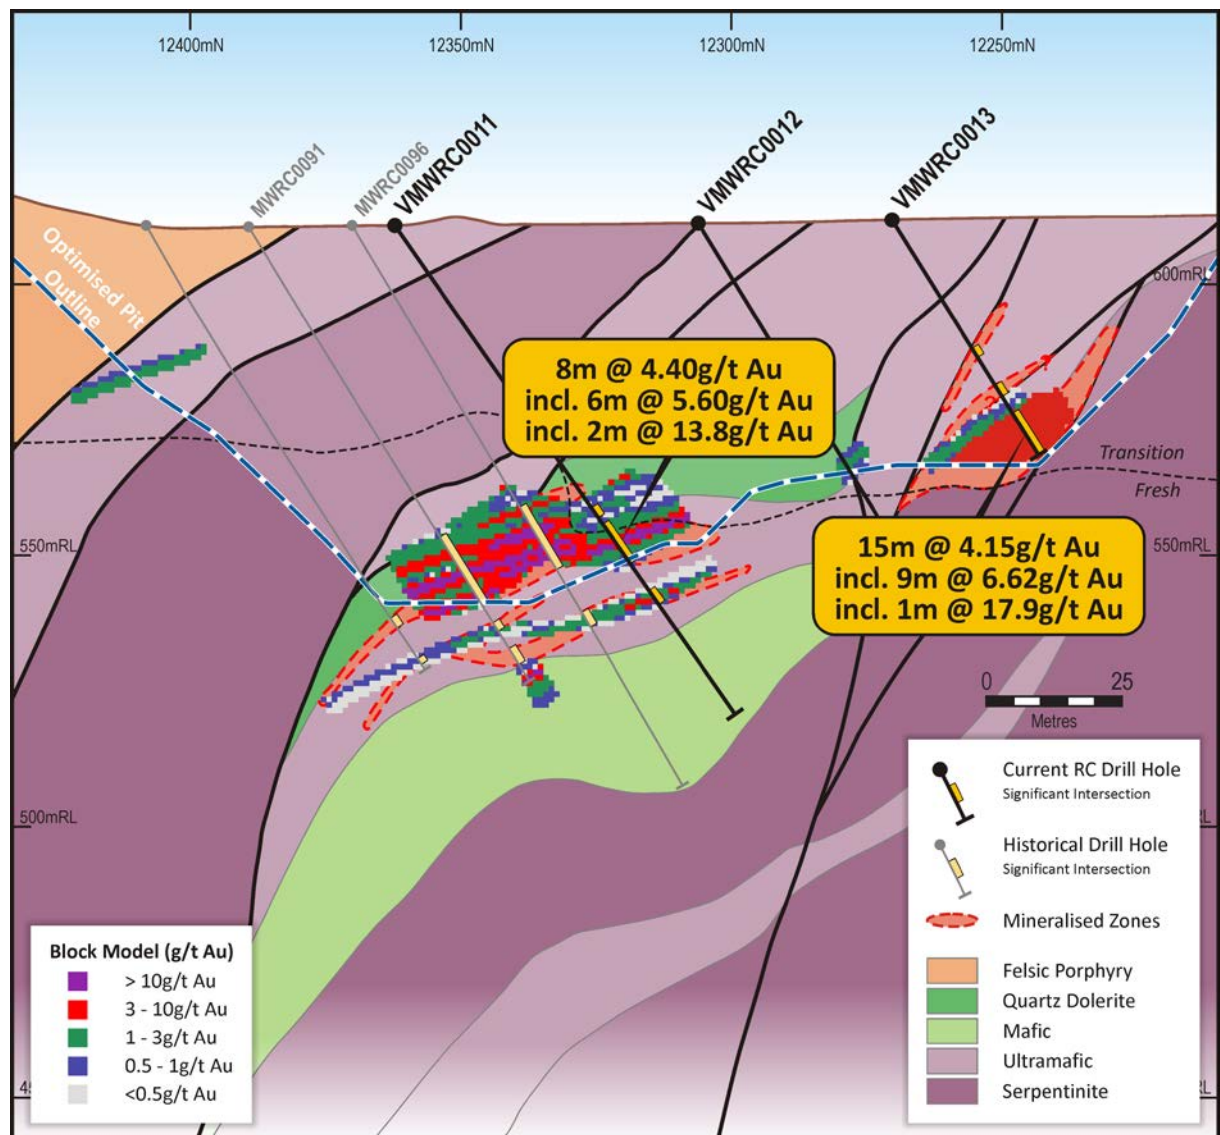 12400mN
12350mN
12300mN
12250mN
MWRC0091
MWRC0096
VMWRC0011
VMWRC0012
VMWRC0013
Optimised Pit
Outline
600mRL
8m @ 4.40g/t Au
incl. 6m @ 5.60g/t Au
incl. 2m @ 13.8g/t Au
Transition
Fresh
550mRL
550mRL
15m @ 4.15g/t Au
incl. 9m @ 6.62g/t Au
incl. 1m @ 17.9g/t Au
0
25
Metres
500mRL
Current RC Drill Hole
Significant Intersection
Historical Drill Hole
Significant Intersection
Mineralised Zones
Felsic Porphyry
Quartz Dolerite
Mafic
Ultramafic
Serpentinite
Block Model (g/t Au)
> 10g/t Au
3 - 10g/t Au
1 - 3g/t Au
0.5 - 1g/t Au
<0.5g/t Au